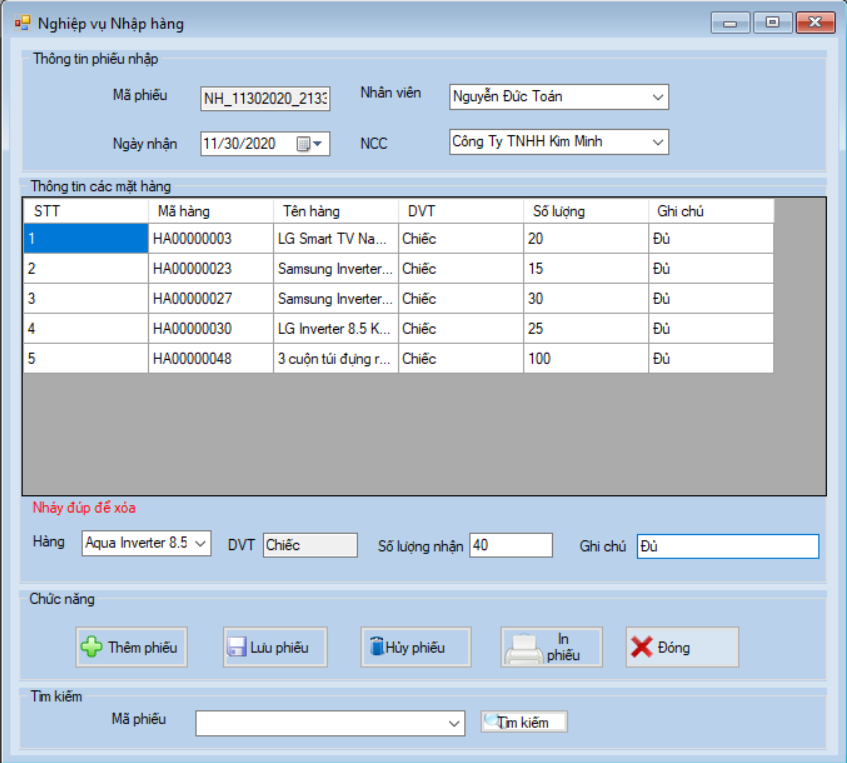 Nghiệp vụ Nhập hàng
Thông tin phiếu nhập
Mã phiếu NH_11302020_2133 Nhân viên Nguyễn Đức Toán
Ngày nhận 11/30/2020 NCC Công Ty TNHH Kim Minh
Thông tin các mặt hàng
STT Mã hàng Tên hàng DVT Số lượng Ghi chú
1 HA00000003 LG Smart TV Na... Chiếc 20 Đủ
2 HA00000023 Samsung Inverter... Chiếc 15 Đủ
3 HA00000027 Samsung Inverter... Chiếc 30 Đủ
4 HA00000030 LG Inverter 8.5 K... Chiếc 25 Đủ
5 HA00000048 3 cuộn túi đựng r... Chiếc 100 Đủ
Nháy đúp để xóa
Hàng Aqua Inverter 8.5 DVT Chiếc Số lượng nhận 40 Ghi chú Đủ
Chức năng
Thêm phiếu Lưu phiếu Hủy phiếu In phiếu Đóng
Tìm kiếm
Mã phiếu Tìm kiếm